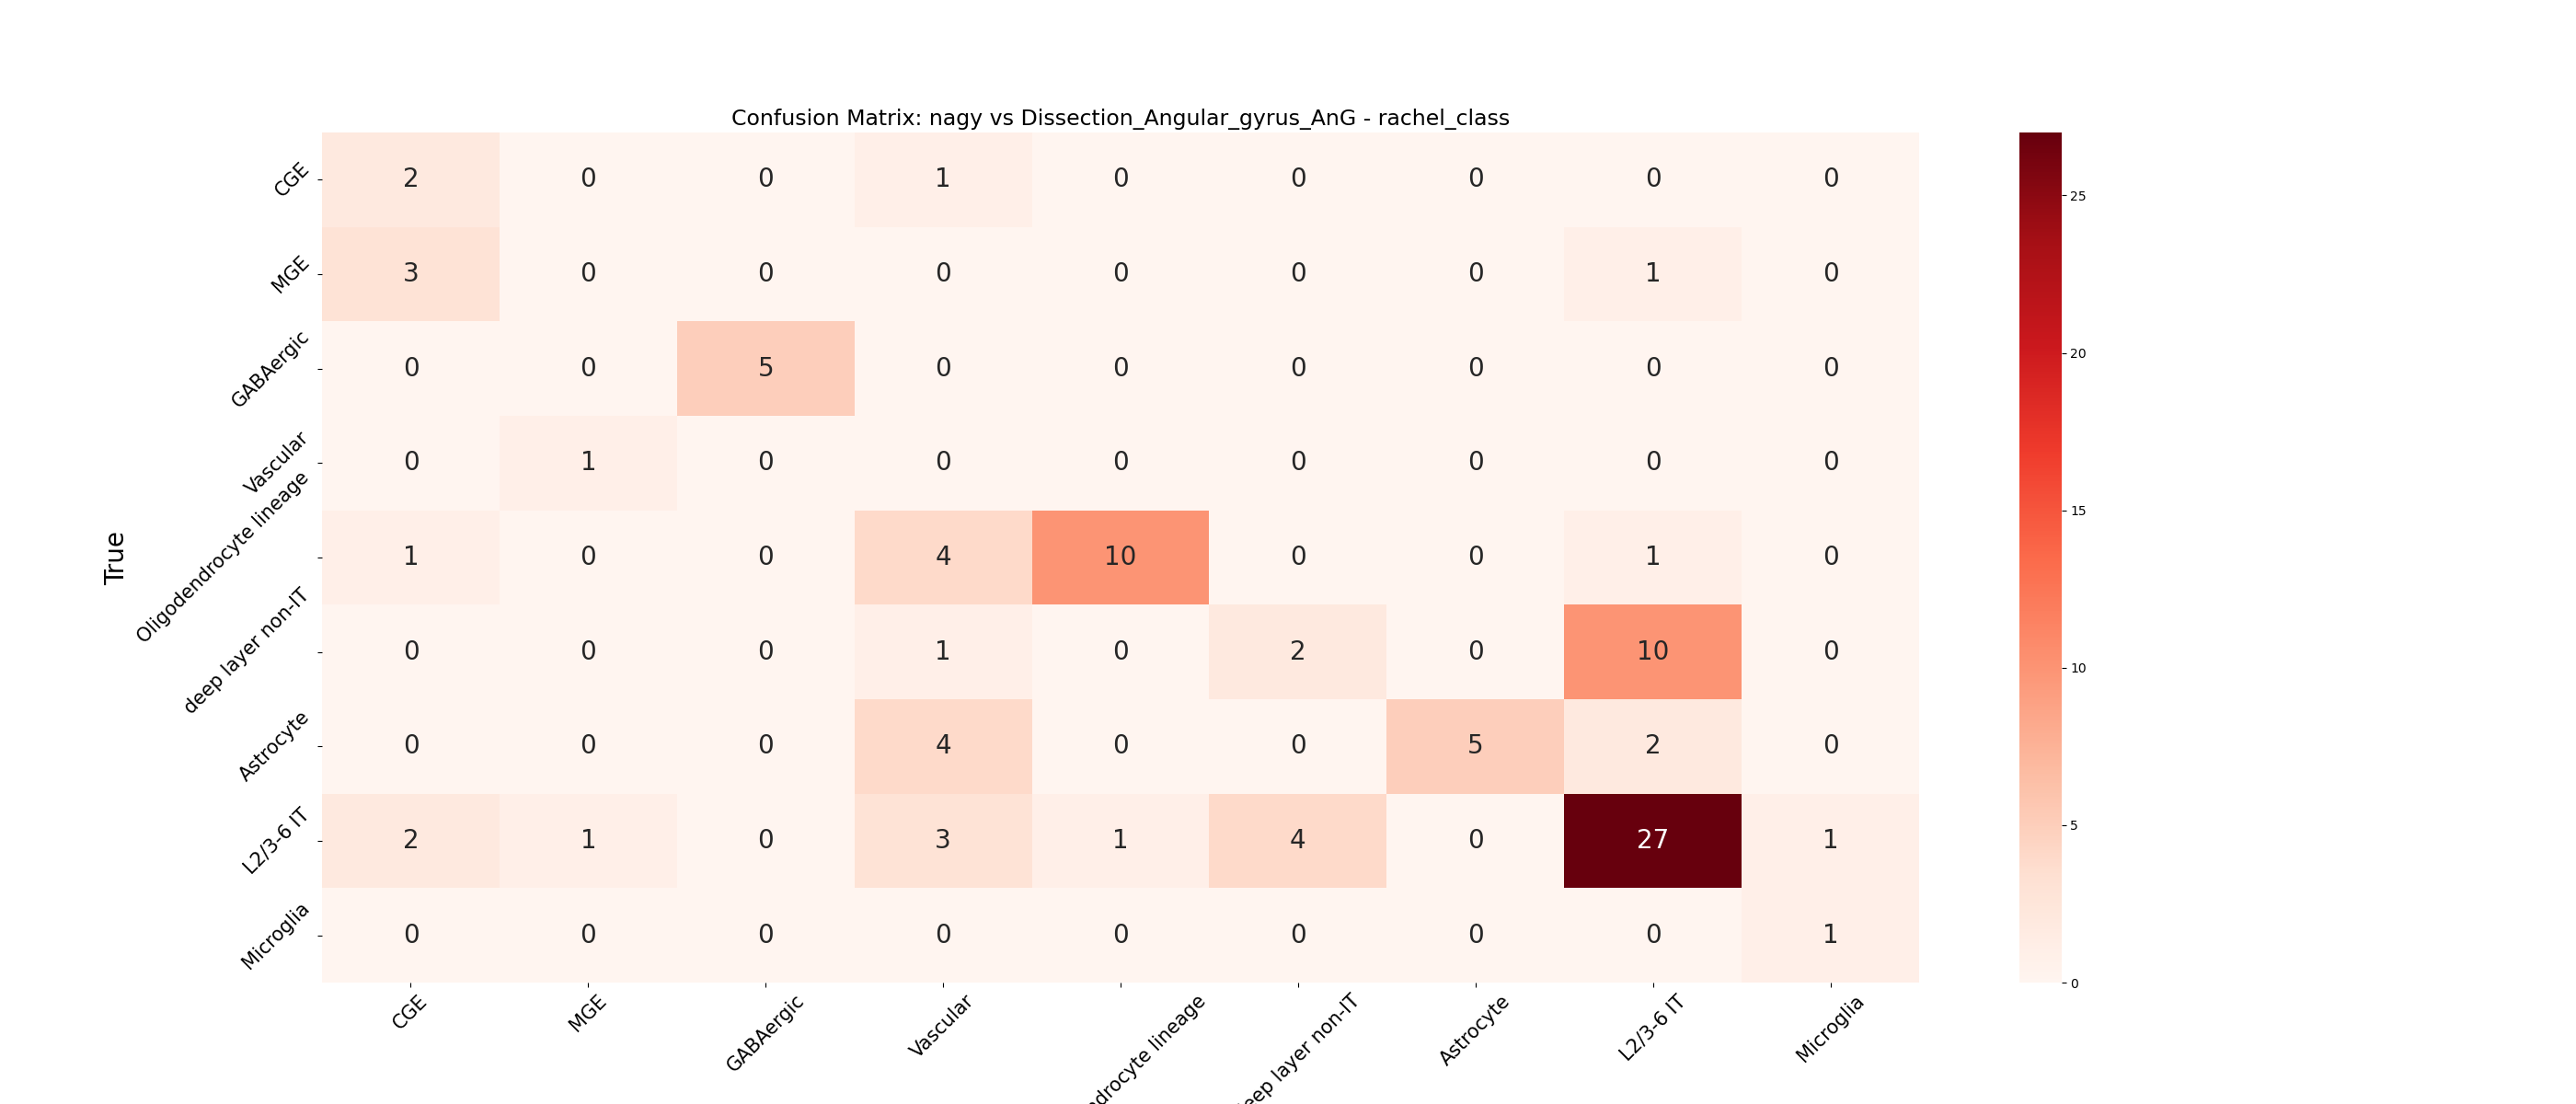 Confusion Matrix: nagy vs Dissection_Angular_gyrus_AnG - rachel_class
True
CGE 2 0 0 1 0 0 0 0 0
MGE 3 0 0 0 0 0 0 1 0
GABAergic 0 0 5 0 0 0 0 0 0
Vascular 0 1 0 0 0 0 0 0 0
Oligodendrocyte lineage 1 0 0 4 10 0 0 1 0
deep layer non-IT 0 0 0 1 0 2 0 10 0
Astrocyte 0 0 0 4 0 0 5 2 0
L2/3-6 IT 2 1 0 3 1 4 0 27 1
Microglia 0 0 0 0 0 0 0 0 1
CGE MGE GABAergic Vascular lineage layer non-IT Astrocyte L2/3-6 IT Microglia
25
20
15
10
5
0